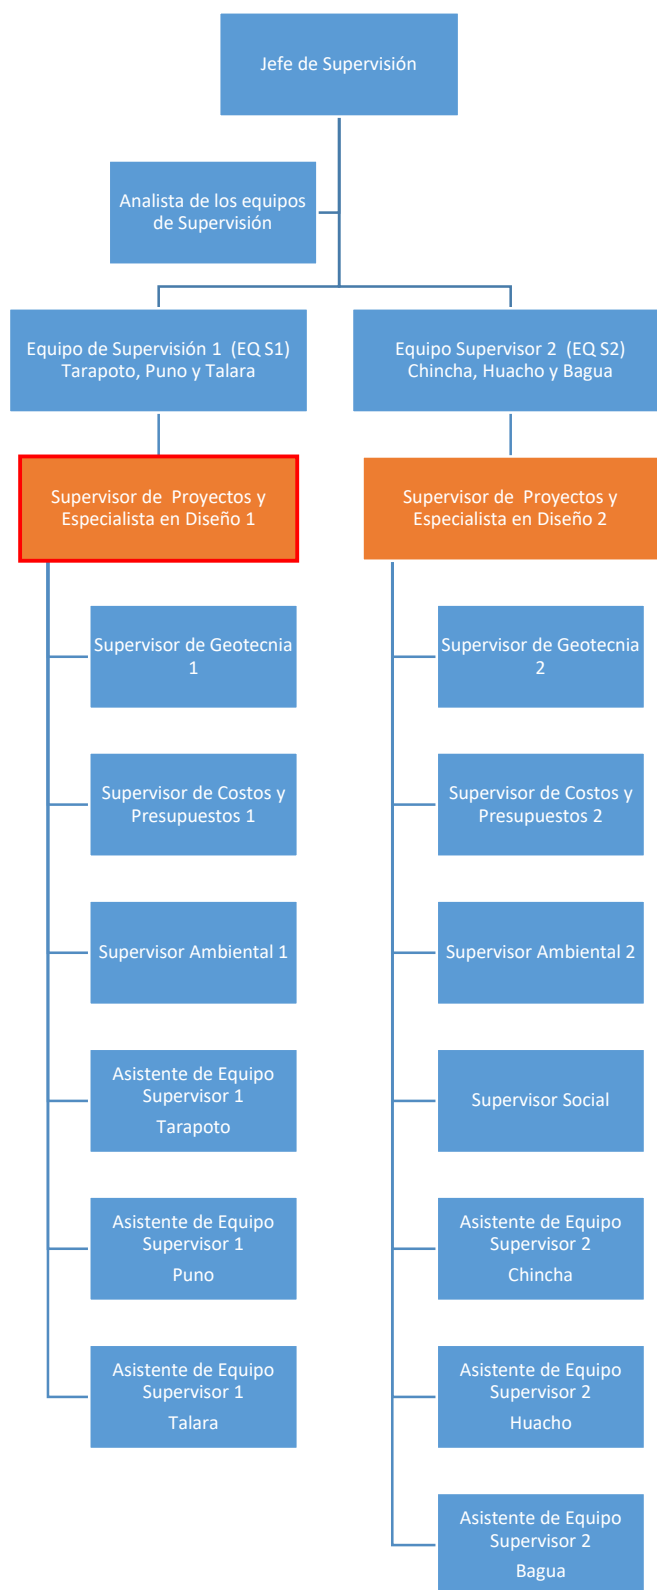 Jefe de Supervisión
Analista de los equipos
de Supervisión
Equipo de Supervisión 1 (EQ S1)
Tarapoto, Puno y Talara
Equipo Supervisor 2 (EQ S2)
Chincha, Huacho y Bagua
Supervisor de Proyectos y
Especialista en Diseño 1
Supervisor de Proyectos y
Especialista en Diseño 2
Supervisor de Geotecnia
1
Supervisor de Geotecnia
2
Supervisor de Costos y
Presupuestos 1
Supervisor de Costos y
Presupuestos 2
Supervisor Ambiental 1
Supervisor Ambiental 2
Asistente de Equipo
Supervisor 1
Tarapoto
Supervisor Social
Asistente de Equipo
Supervisor 1
Puno
Asistente de Equipo
Supervisor 2
Chincha
Asistente de Equipo
Supervisor 1
Talara
Asistente de Equipo
Supervisor 2
Huacho
Asistente de Equipo
Supervisor 2
Bagua